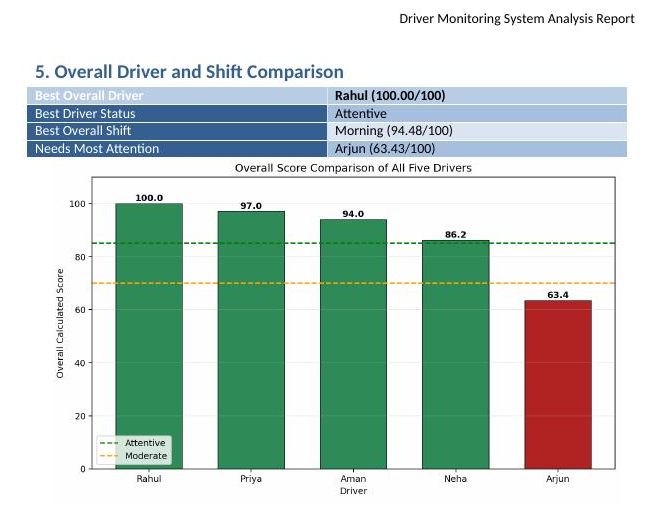 Driver Monitoring System Analysis Report
5. Overall Driver and Shift Comparison
Best Overall Driver Rahul (100.00/100)
Best Driver Status Attentive
Best Overall Shift Morning (94.48/100)
Needs Most Attention Arjun (63.43/100)
Overall Score Comparison of All Five Drivers
100.0
97.0
94.0
86.2
63.4
Overall Calculated Score
100
80
60
40
20
0
Attentive
Moderate
Rahul Priya Aman Neha Arjun
Driver